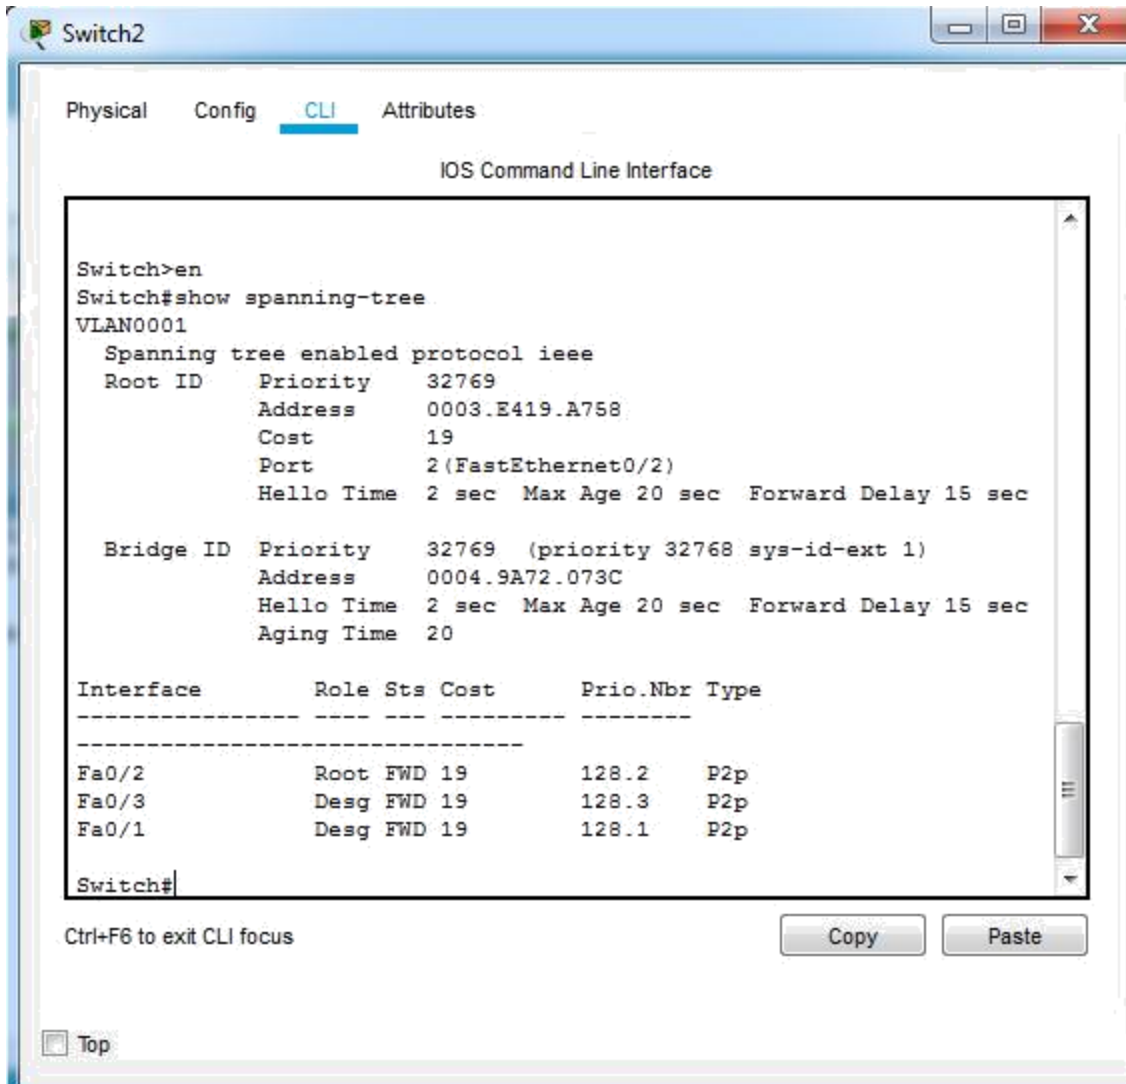 Switch2
Physical Config CLI Attributes
IOS Command Line Interface
Switch>en
Switch#show spanning-tree
VLAN0001
  Spanning tree enabled protocol ieee
  Root ID    Priority    32769
             Address     0003.E419.A758
             Cost        19
             Port        2(FastEthernet0/2)
             Hello Time  2 sec  Max Age 20 sec  Forward Delay 15 sec
  Bridge ID  Priority    32769  (priority 32768 sys-id-ext 1)
             Address     0004.9A72.073C
             Hello Time  2 sec  Max Age 20 sec  Forward Delay 15 sec
             Aging Time  20
Interface        Role Sts Cost      Prio.Nbr Type
---------------- ---- --- --------- --------
--------------------------------
Fa0/2            Root FWD 19        128.2    P2p
Fa0/3            Desg FWD 19        128.3    P2p
Fa0/1            Desg FWD 19        128.1    P2p
Switch#
Ctrl+F6 to exit CLI focus
Copy Paste
Top